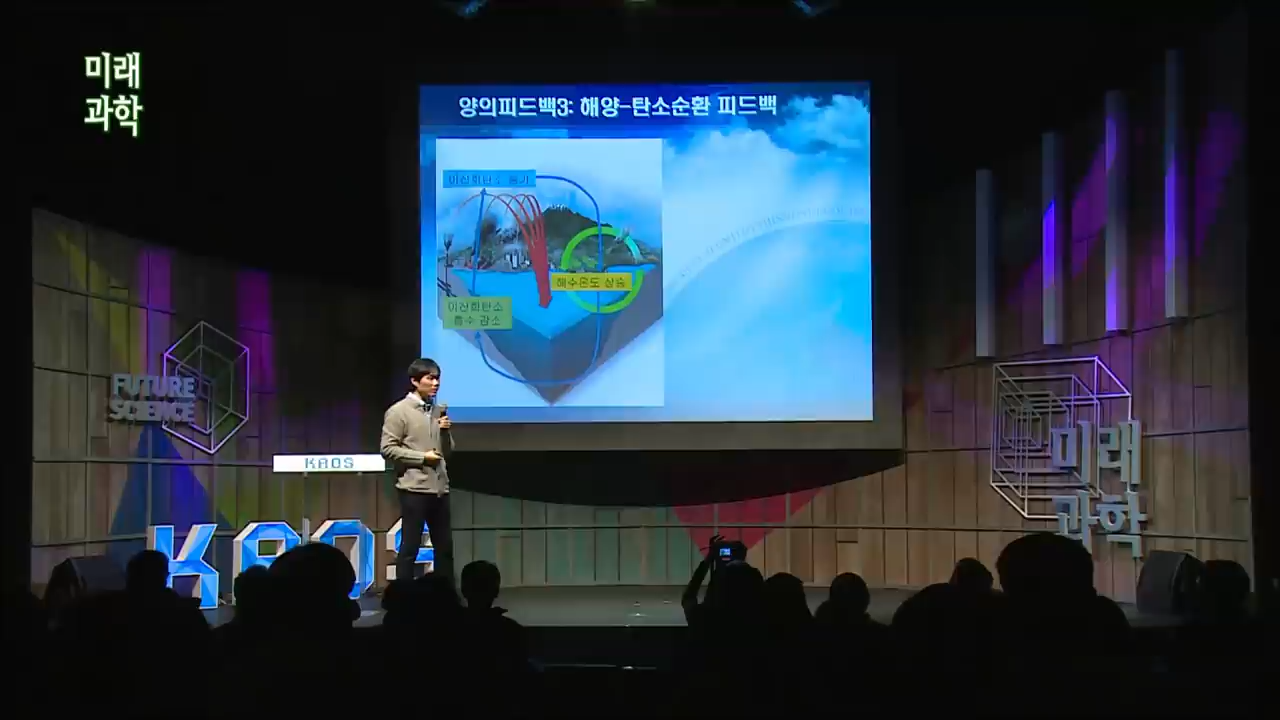 미래
과학
양의피드백3: 해양-탄소순환 피드백
이산화탄소 증가
해수온도 상승
이산화탄소
흡수 감소
FUTURE
SCIENCE
KAOS
미래
과학
KAOS